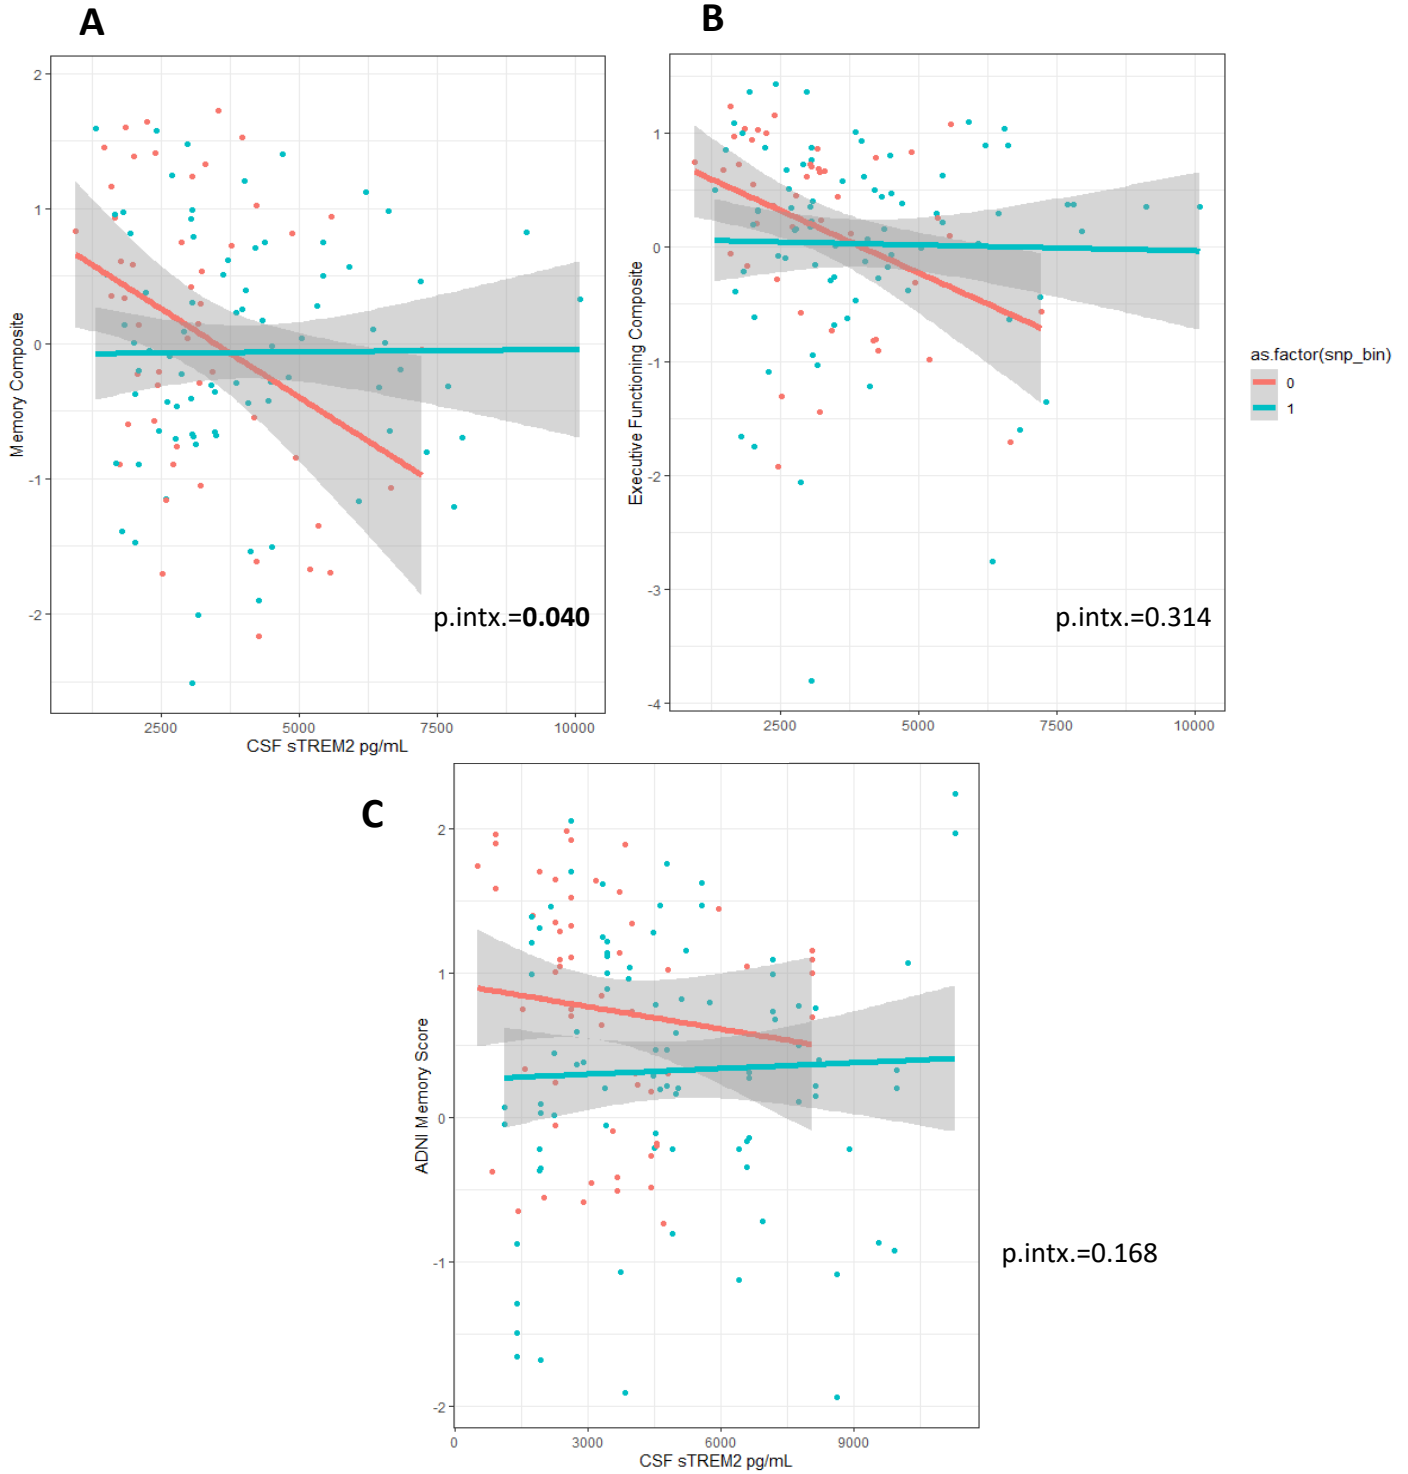 A
B
2
1
0
-1
-2
Memory Composite
2500
5000
7500
10000
CSF sTREM2 pg/mL
p.intx.=0.040
1
0
-1
-2
-3
-4
Executive Functioning Composite
2500
5000
7500
10000
p.intx.=0.314
as.factor(snp_bin)
0
1
C
2
1
0
-1
-2
ADNI Memory Score
0
3000
6000
9000
CSF sTREM2 pg/mL
p.intx.=0.168